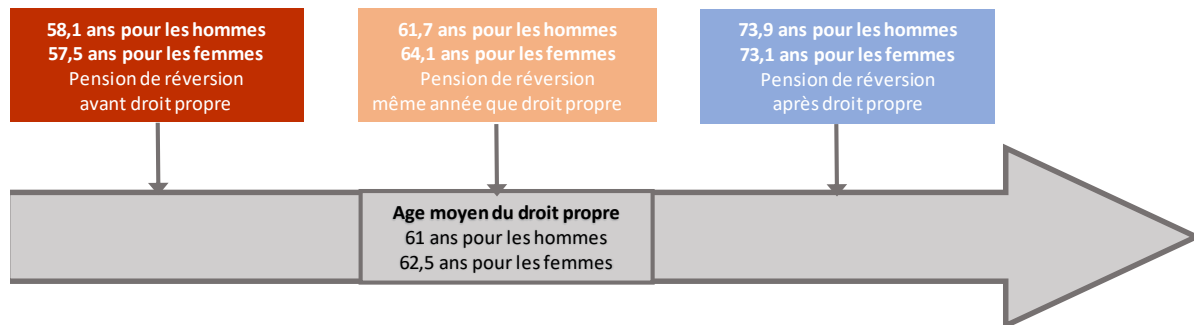 58,1 ans pour les hommes
57,5 ans pour les femmes
Pension de réversion
avant droit propre
61,7 ans pour les hommes
64,1 ans pour les femmes
Pension de réversion
même année que droit propre
73,9 ans pour les hommes
73,1 ans pour les femmes
Pension de réversion
après droit propre
Age moyen du droit propre
61 ans pour les hommes
62,5 ans pour les femmes